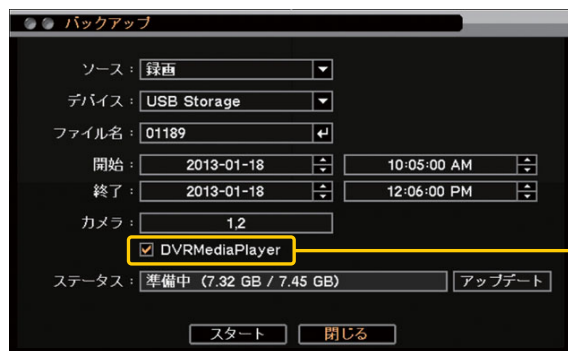 バックアップ
ソース : 録画
デバイス : USB Storage
ファイル名 : 01189
開始 : 2013-01-18 10:05:00 AM
終了 : 2013-01-18 12:06:00 PM
カメラ : 1,2
DVRMediaPlayer
ステータス : 準備中 (7.32 GB / 7.45 GB) アップデート
スタート 閉じる